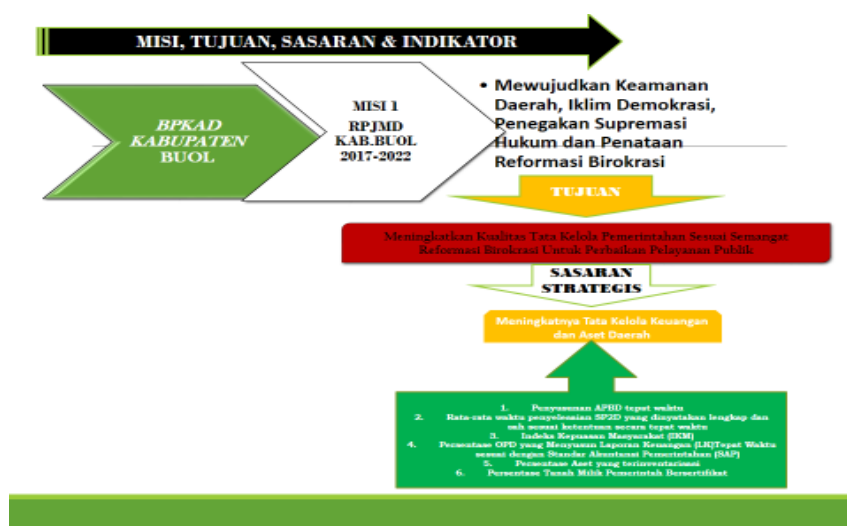 MISI, TUJUAN, SASARAN & INDIKATOR
BPKAD
KABUPATEN
BUOL
MISI 1
RPJMD
KAB.BUOL
2017-2022
• Mewujudkan Keamanan
Daerah, Iklim Demokrasi,
Penegakan Supremasi
Hukum dan Penataan
Reformasi Birokrasi
TUJUAN
Meningkatkan Kualitas Tata Kelola Pemerintahan Sesuai Semangat
Reformasi Birokrasi Untuk Perbaikan Pelayanan Publik
SASARAN
STRATEGIS
Meningkatnya Tata Kelola Keuangan
dan Aset Daerah
1. Penyusunan APBD tepat waktu
2. Rata-rata waktu penyelesaian SP2D yang dinyatakan lengkap dan
sah sesuai ketentuan secara tepat waktu
3. Indeks Kepuasan Masyarakat (IKM)
4. Persentase OPD yang Menyusun Laporan Keuangan (LK)Tepat Waktu
sesuai dengan Standar Akuntansi Pemerintahan (SAP)
5. Persentase Aset yang terinventarisasi
6. Persentase Tanah Milik Pemerintah Bersertifikat